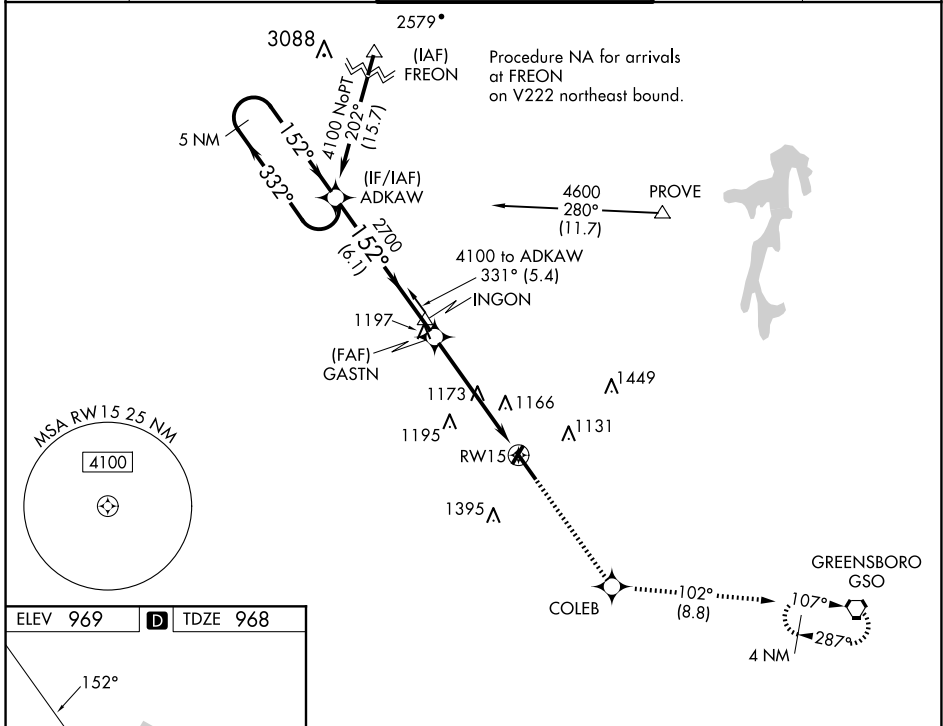 2579
3088
(IAF)
FREON
Procedure NA for arrivals
at FREON
on V222 northeast bound.
4100 NoPT
202°
(15.7)
5 NM
152°
332°
(IF/IAF)
ADKAW
4600
280°
(11.7)
PROVE
2700
152°
(6.1)
4100 to ADKAW
331° (5.4)
INGON
1197
(FAF)
GASTN
1449
1173
1166
1195
1131
RW15
MSA RW15 25 NM
4100
1395
GREENSBORO
GSO
COLEB
102°
(8.8)
107°
287°
4 NM
ELEV 969 D TDZE 968
152°